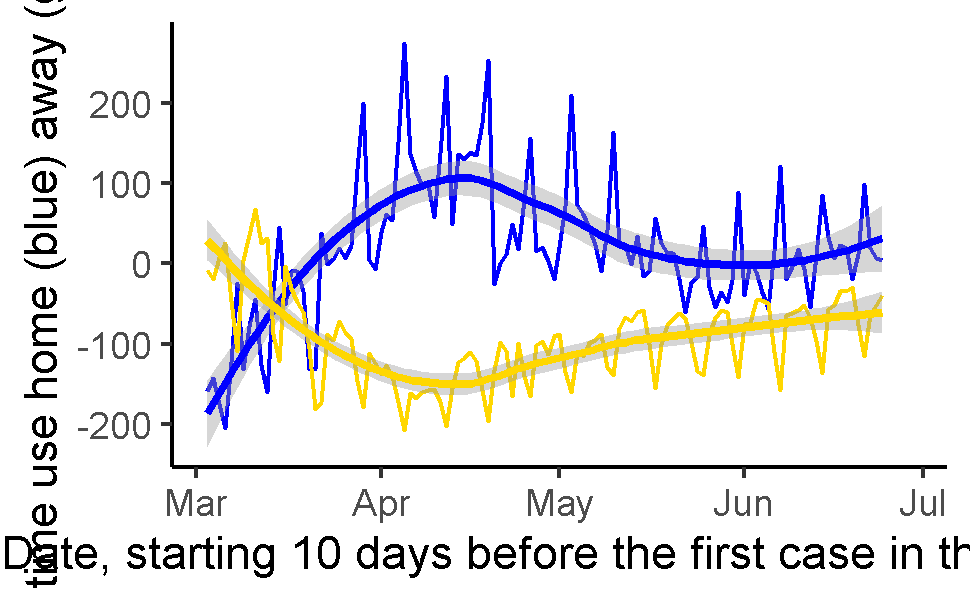 time use home (blue) away (
200
100
0
-100
-200
Mar Apr May Jun Jul
Date, starting 10 days before the first case in th